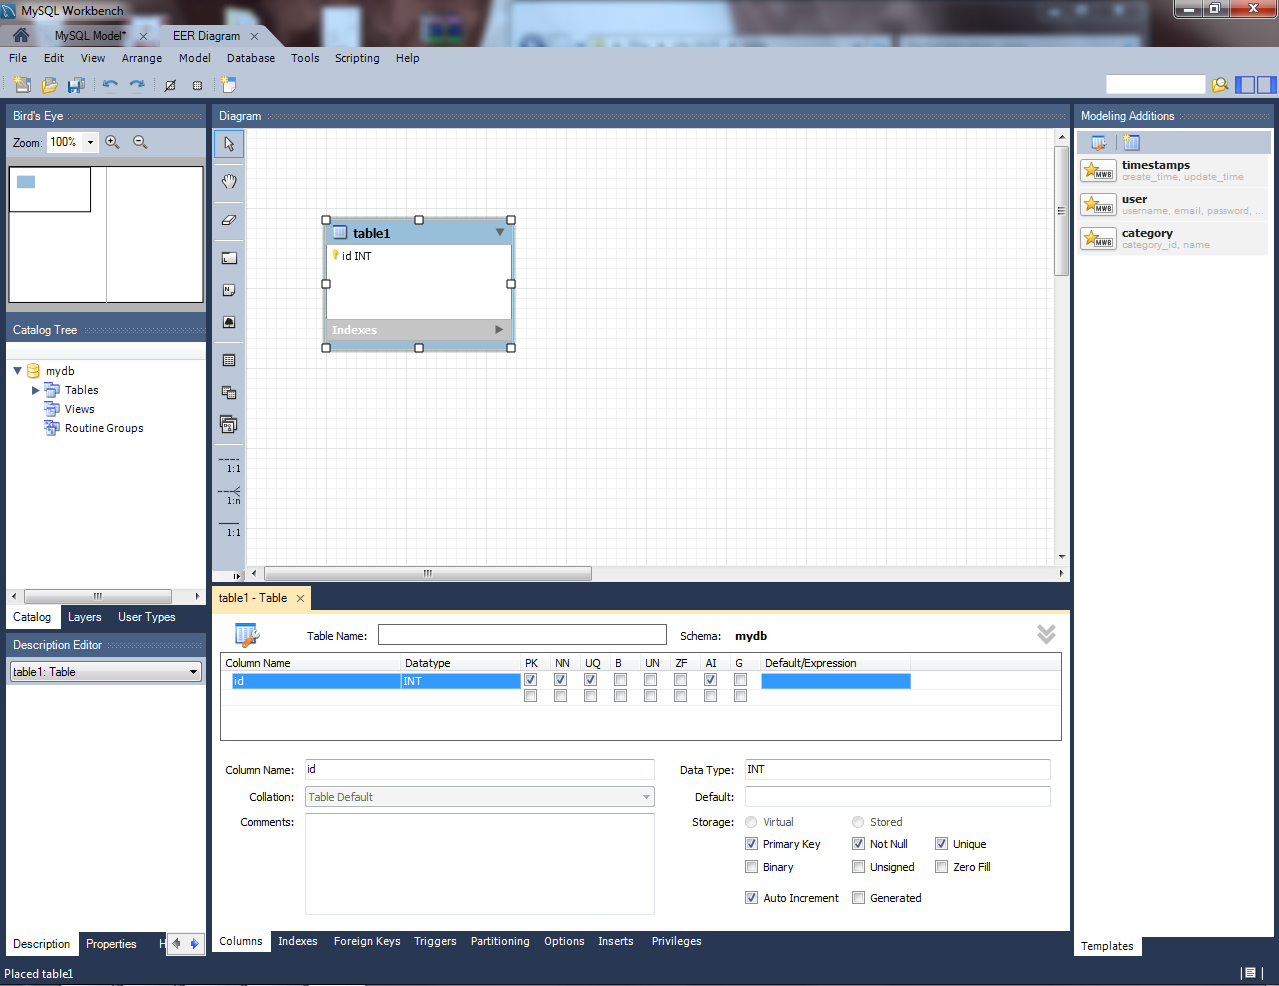 MySQL Workbench
MySQL Model*
EER Diagram
File Edit View Arrange Model Database Tools Scripting Help
Bird's Eye
Zoom: 100%
Catalog Tree
mydb
Tables
Views
Routine Groups
Catalog Layers User Types
Description Editor
table1: Table
Description Properties H
Diagram
1:1
1:n
1:1
table1
id INT
Indexes
table1 - Table
Table Name:
Schema: mydb
Column Name Datatype PK NN UQ B UN ZF AI G Default/Expression
id INT
Column Name: id
Data Type: INT
Collation: Table Default
Default:
Comments:
Storage: Virtual Stored
Primary Key Not Null Unique
Binary Unsigned Zero Fill
Auto Increment Generated
Columns Indexes Foreign Keys Triggers Partitioning Options Inserts Privileges
Modeling Additions
MWB
timestamps
create_time, update_time
MWB
user
username, email, password, ...
MWB
category
category_id, name
Templates
Placed table1